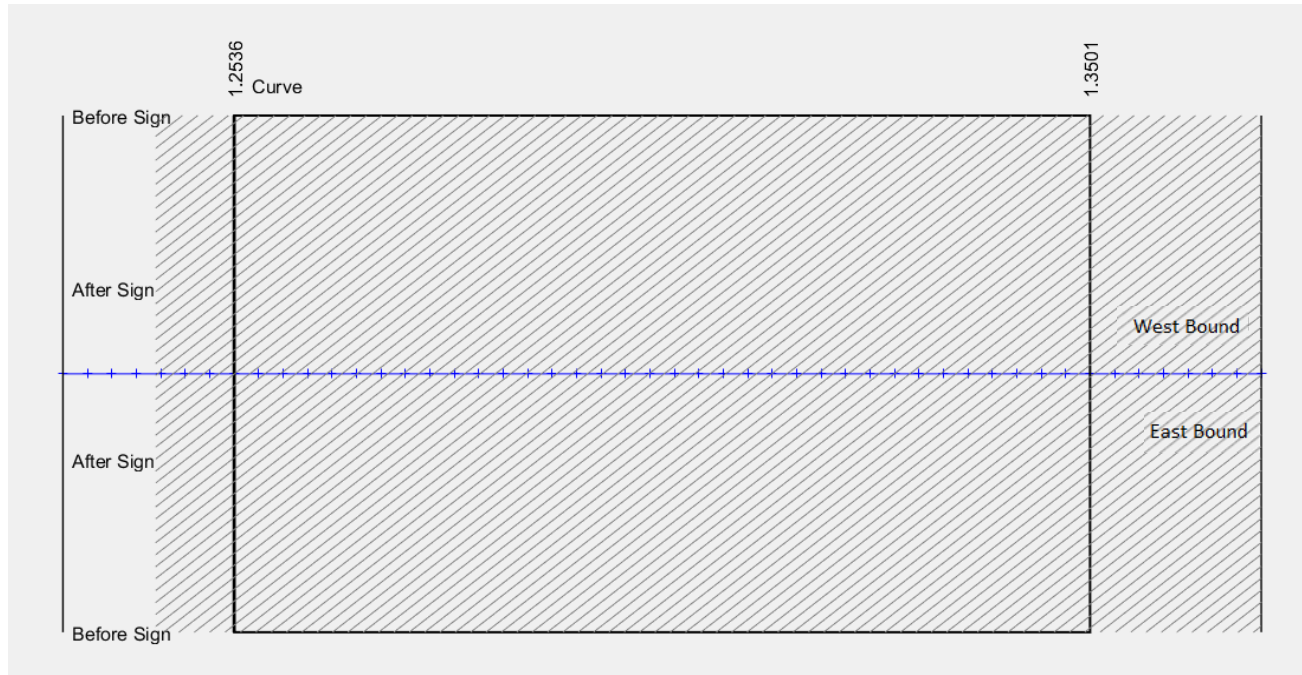 1.2536
1.3501
Curve
Before Sign
After Sign
West Bound
East Bound
After Sign
Before Sign